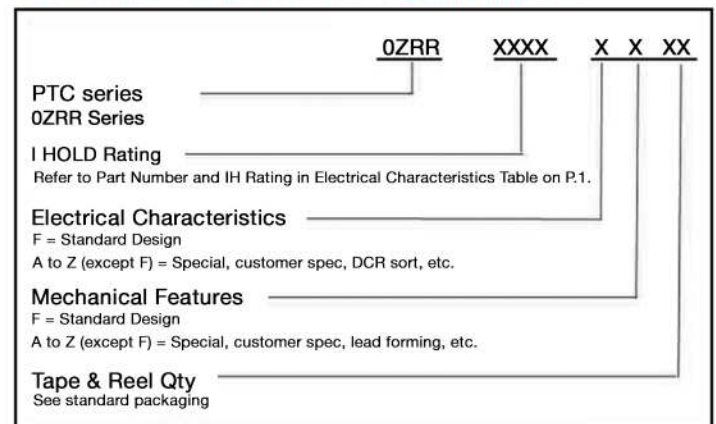 0ZRR XXXX X X XX
PTC series
0ZRR Series
I HOLD Rating
Refer to Part Number and IH Rating in Electrical Characteristics Table on P.1.
Electrical Characteristics
F = Standard Design
A to Z (except F) = Special, customer spec, DCR sort, etc.
Mechanical Features
F = Standard Design
A to Z (except F) = Special, customer spec, lead forming, etc.
Tape & Reel Qty
See standard packaging